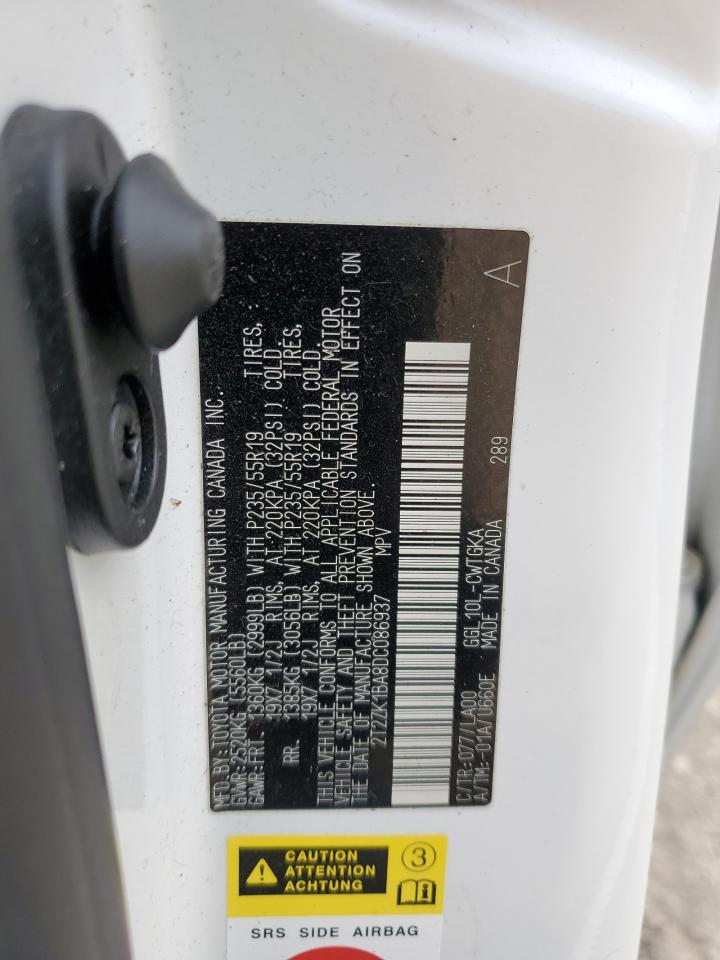 MFD. BY: TOYOTA MOTOR MANUFACTURING CANADA INC.
GVWR: 2520KG (5560LB)
GAWR: FRT 1360KG (2999LB) WITH P235/55R19 TIRES,
19X7 1/2J RIMS, AT 220KPA (32PSI) COLD.
RR. 1385KG (3056LB) WITH P235/55R19 TIRES,
19X7 1/2J RIMS, AT 220KPA (32PSI) COLD.
THIS VEHICLE CONFORMS TO ALL APPLICABLE FEDERAL MOTOR
VEHICLE SAFETY AND THEFT PREVENTION STANDARDS IN EFFECT ON
THE DATE OF MANUFACTURE SHOWN ABOVE.
2T2ZK1BA8DC086937 MPV
C/TR: 077/LA00 GGL10L-CWTGKA 289
A/TM: -01A/U660E MADE IN CANADA
A
CAUTION
ATTENTION
ACHTUNG
3
SRS SIDE AIRBAG